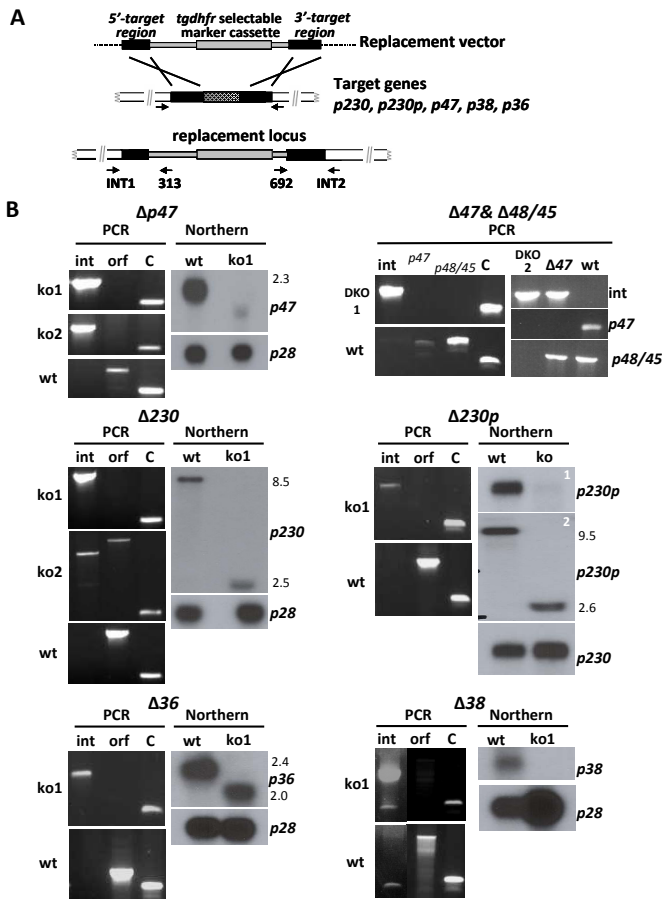 A
5'-target region
tgdhfr selectable marker cassette
3'-target region
Replacement vector
Target genes
p230, p230p, p47, p38, p36
replacement locus
INT1
313
692
INT2
B
Δp47
PCR
Northern
int orf C
wt ko1
ko1
ko2
wt
2.3
p47
p28
Δ47& Δ48/45
PCR
int p47 p48/45 C
DKO 2 Δ47 wt
DKO 1
wt
int
p47
p48/45
Δ230
PCR
Northern
int orf C
wt ko1
ko1
ko2
wt
8.5
p230
2.5
p28
Δ230p
PCR
Northern
int orf C
wt ko
ko1
wt
1
p230p
2
9.5
p230p
2.6
p230
Δ36
PCR
Northern
int orf C
wt ko1
ko1
wt
2.4
p36
2.0
p28
Δ38
PCR
Northern
int orf C
wt ko1
ko1
wt
p38
p28